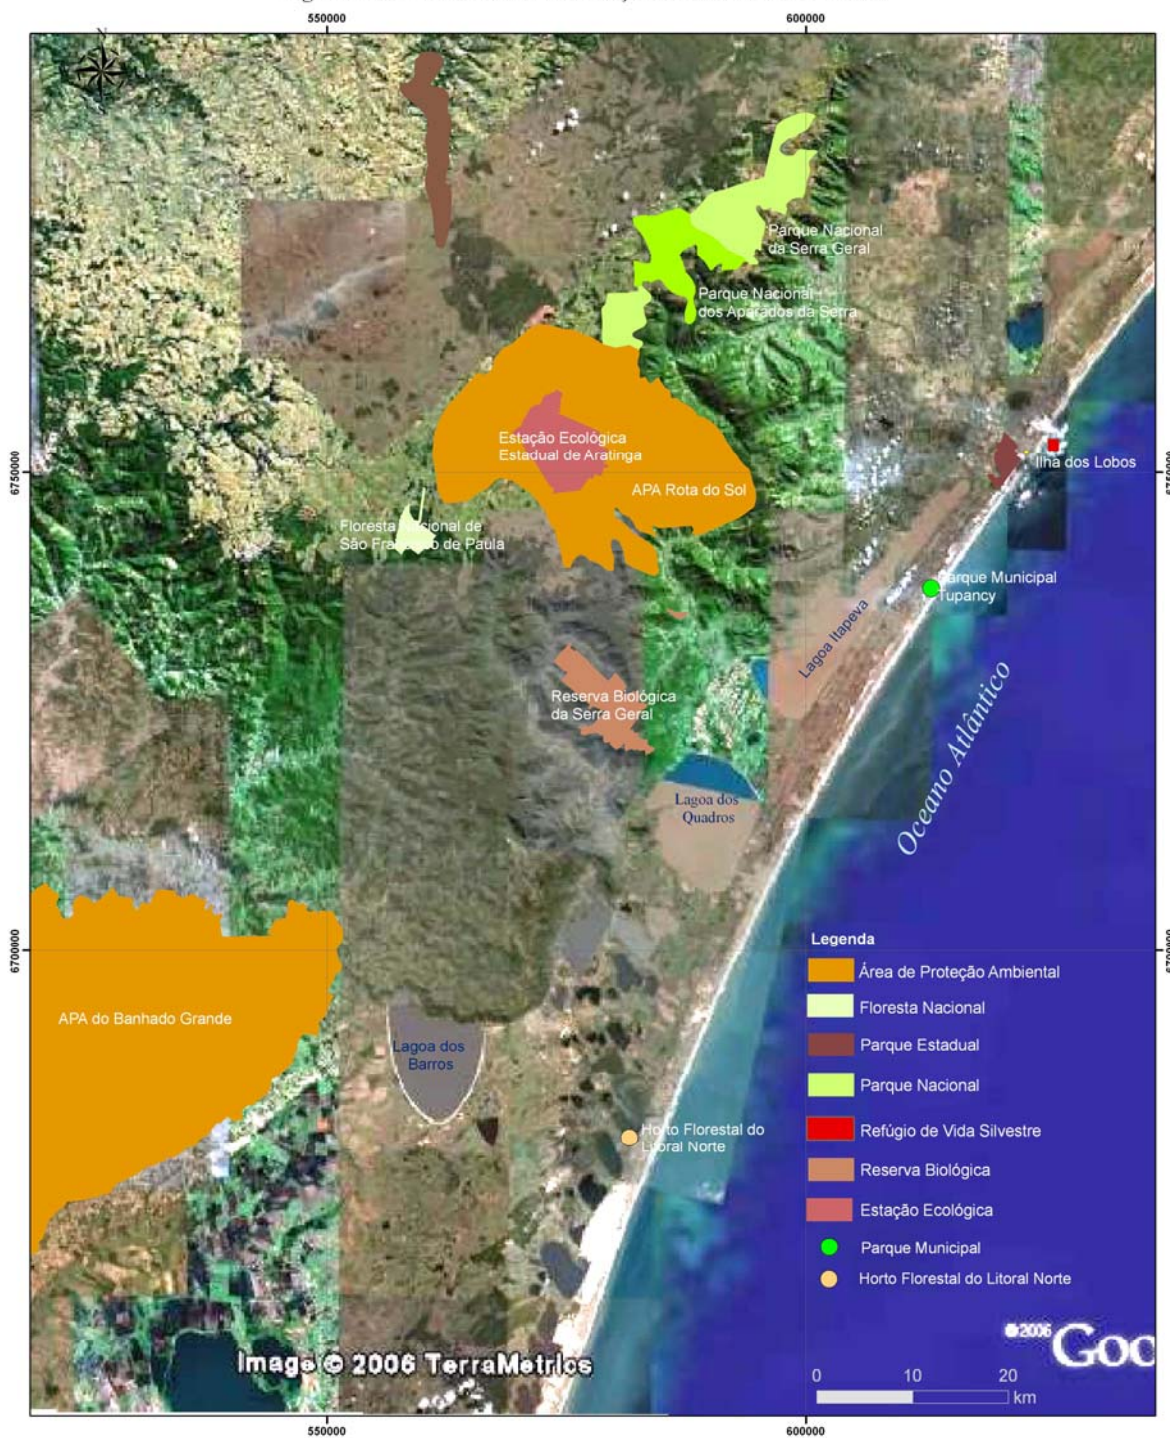 550000
600000
N
Parque Nacional
da Serra Geral
Parque Nacional
dos Aparados da Serra
Estação Ecológica
Estadual de Aratinga
6750000
6750000
Ilha dos Lobos
APA Rota do Sol
Floresta Nacional de
São Francisco de Paula
Parque Municipal
Tupancy
Lagoa Itapeva
Reserva Biológica
da Serra Geral
Oceano Atlântico
Lagoa dos
Quadros
Legenda
6700000
6700000
Área de Proteção Ambiental
Floresta Nacional
APA do Banhado Grande
Parque Estadual
Lagoa dos
Barros
Parque Nacional
Horto Florestal do
Litoral Norte
Refúgio de Vida Silvestre
Reserva Biológica
Estação Ecológica
Parque Municipal
Horto Florestal do Litoral Norte
©2006 Goo
Image © 2006 TerraMetrics
0 10 20
km
550000
600000